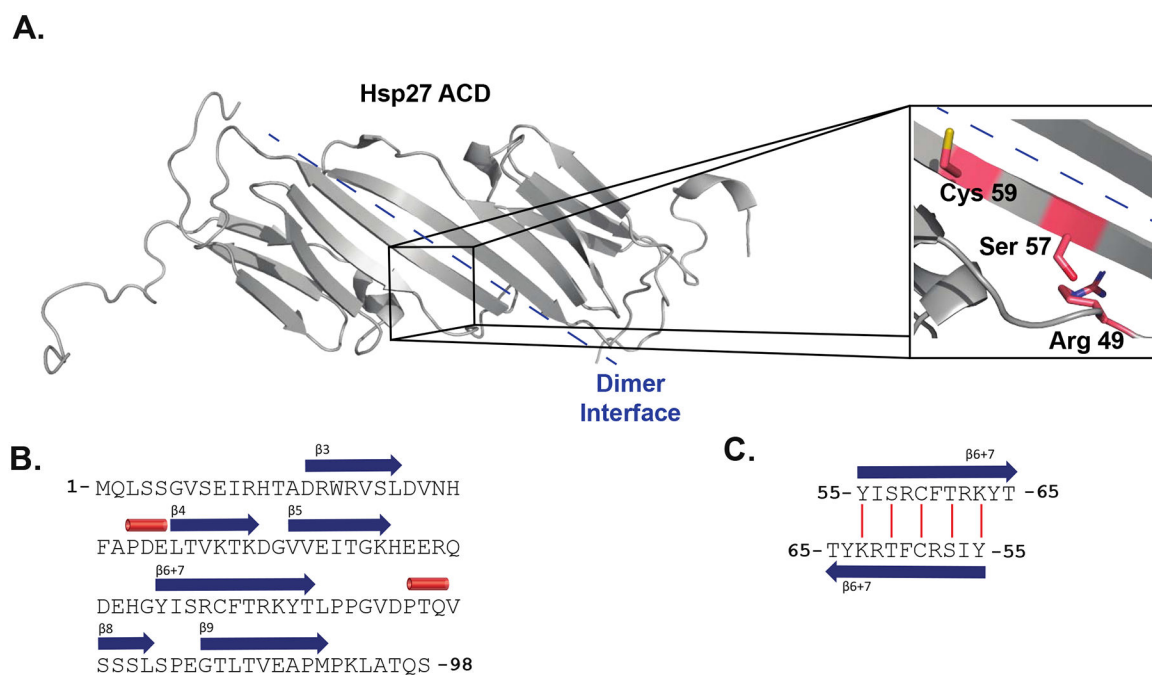 A.
Hsp27 ACD
Cys 59
Ser 57
Arg 49
Dimer
Interface
B.
β3
1- MQLSSGVSEIRHTADRWRVSLDVNH
β4 β5
FAPDELTVKTKDGVVEITGKHEERQ
β6+7
DEHGYISRCFTRKYTLPPGVDPTQV
β8 β9
SSSLSPEGTLTVEAPMPKLATQS -98
C.
β6+7
55- YISRCFTRKYT -65
65- TYKRTFCRSIY -55
β6+7